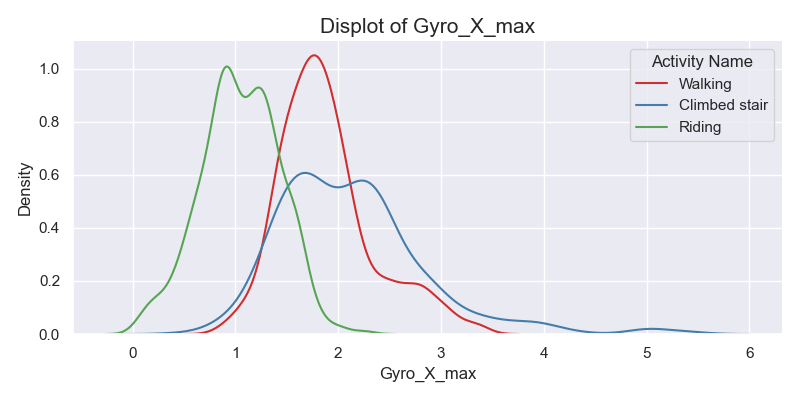 Displot of Gyro_X_max
Activity Name
Walking
Climbed stair
Riding
Density
1.0
0.8
0.6
0.4
0.2
0.0
0 1 2 3 4 5 6
Gyro_X_max